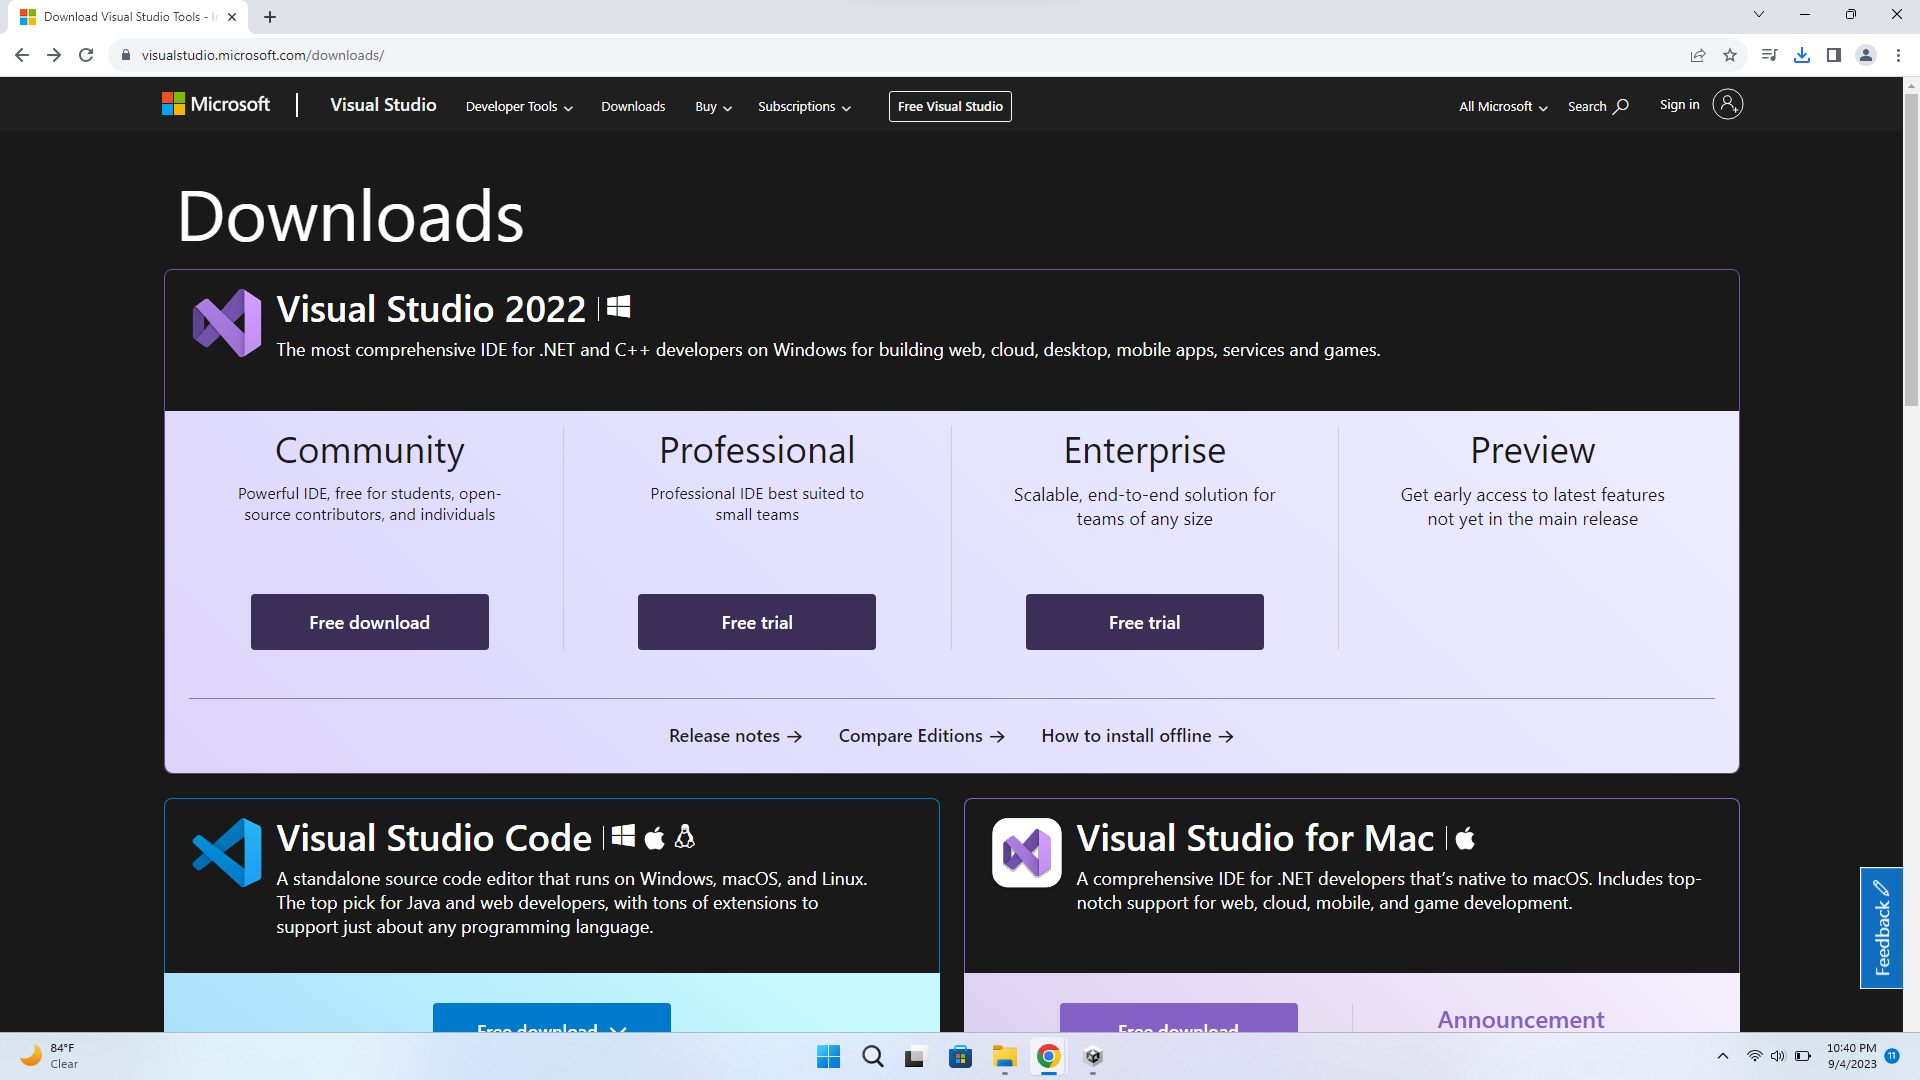 Download Visual Studio Tools - I
visualstudio.microsoft.com/downloads/
Microsoft
Visual Studio
Developer Tools
Downloads
Buy
Subscriptions
Free Visual Studio
All Microsoft
Search
Sign in
Downloads
Visual Studio 2022
The most comprehensive IDE for .NET and C++ developers on Windows for building web, cloud, desktop, mobile apps, services and games.
Community
Powerful IDE, free for students, open-
source contributors, and individuals
Free download
Professional
Professional IDE best suited to
small teams
Free trial
Enterprise
Scalable, end-to-end solution for
teams of any size
Free trial
Preview
Get early access to latest features
not yet in the main release
Release notes →
Compare Editions →
How to install offline →
Visual Studio Code
A standalone source code editor that runs on Windows, macOS, and Linux.
The top pick for Java and web developers, with tons of extensions to
support just about any programming language.
Free download
Visual Studio for Mac
A comprehensive IDE for .NET developers that’s native to macOS. Includes top-
notch support for web, cloud, mobile, and game development.
Free download
Announcement
Feedback
84°F
Clear
10:40 PM
9/4/2023
11